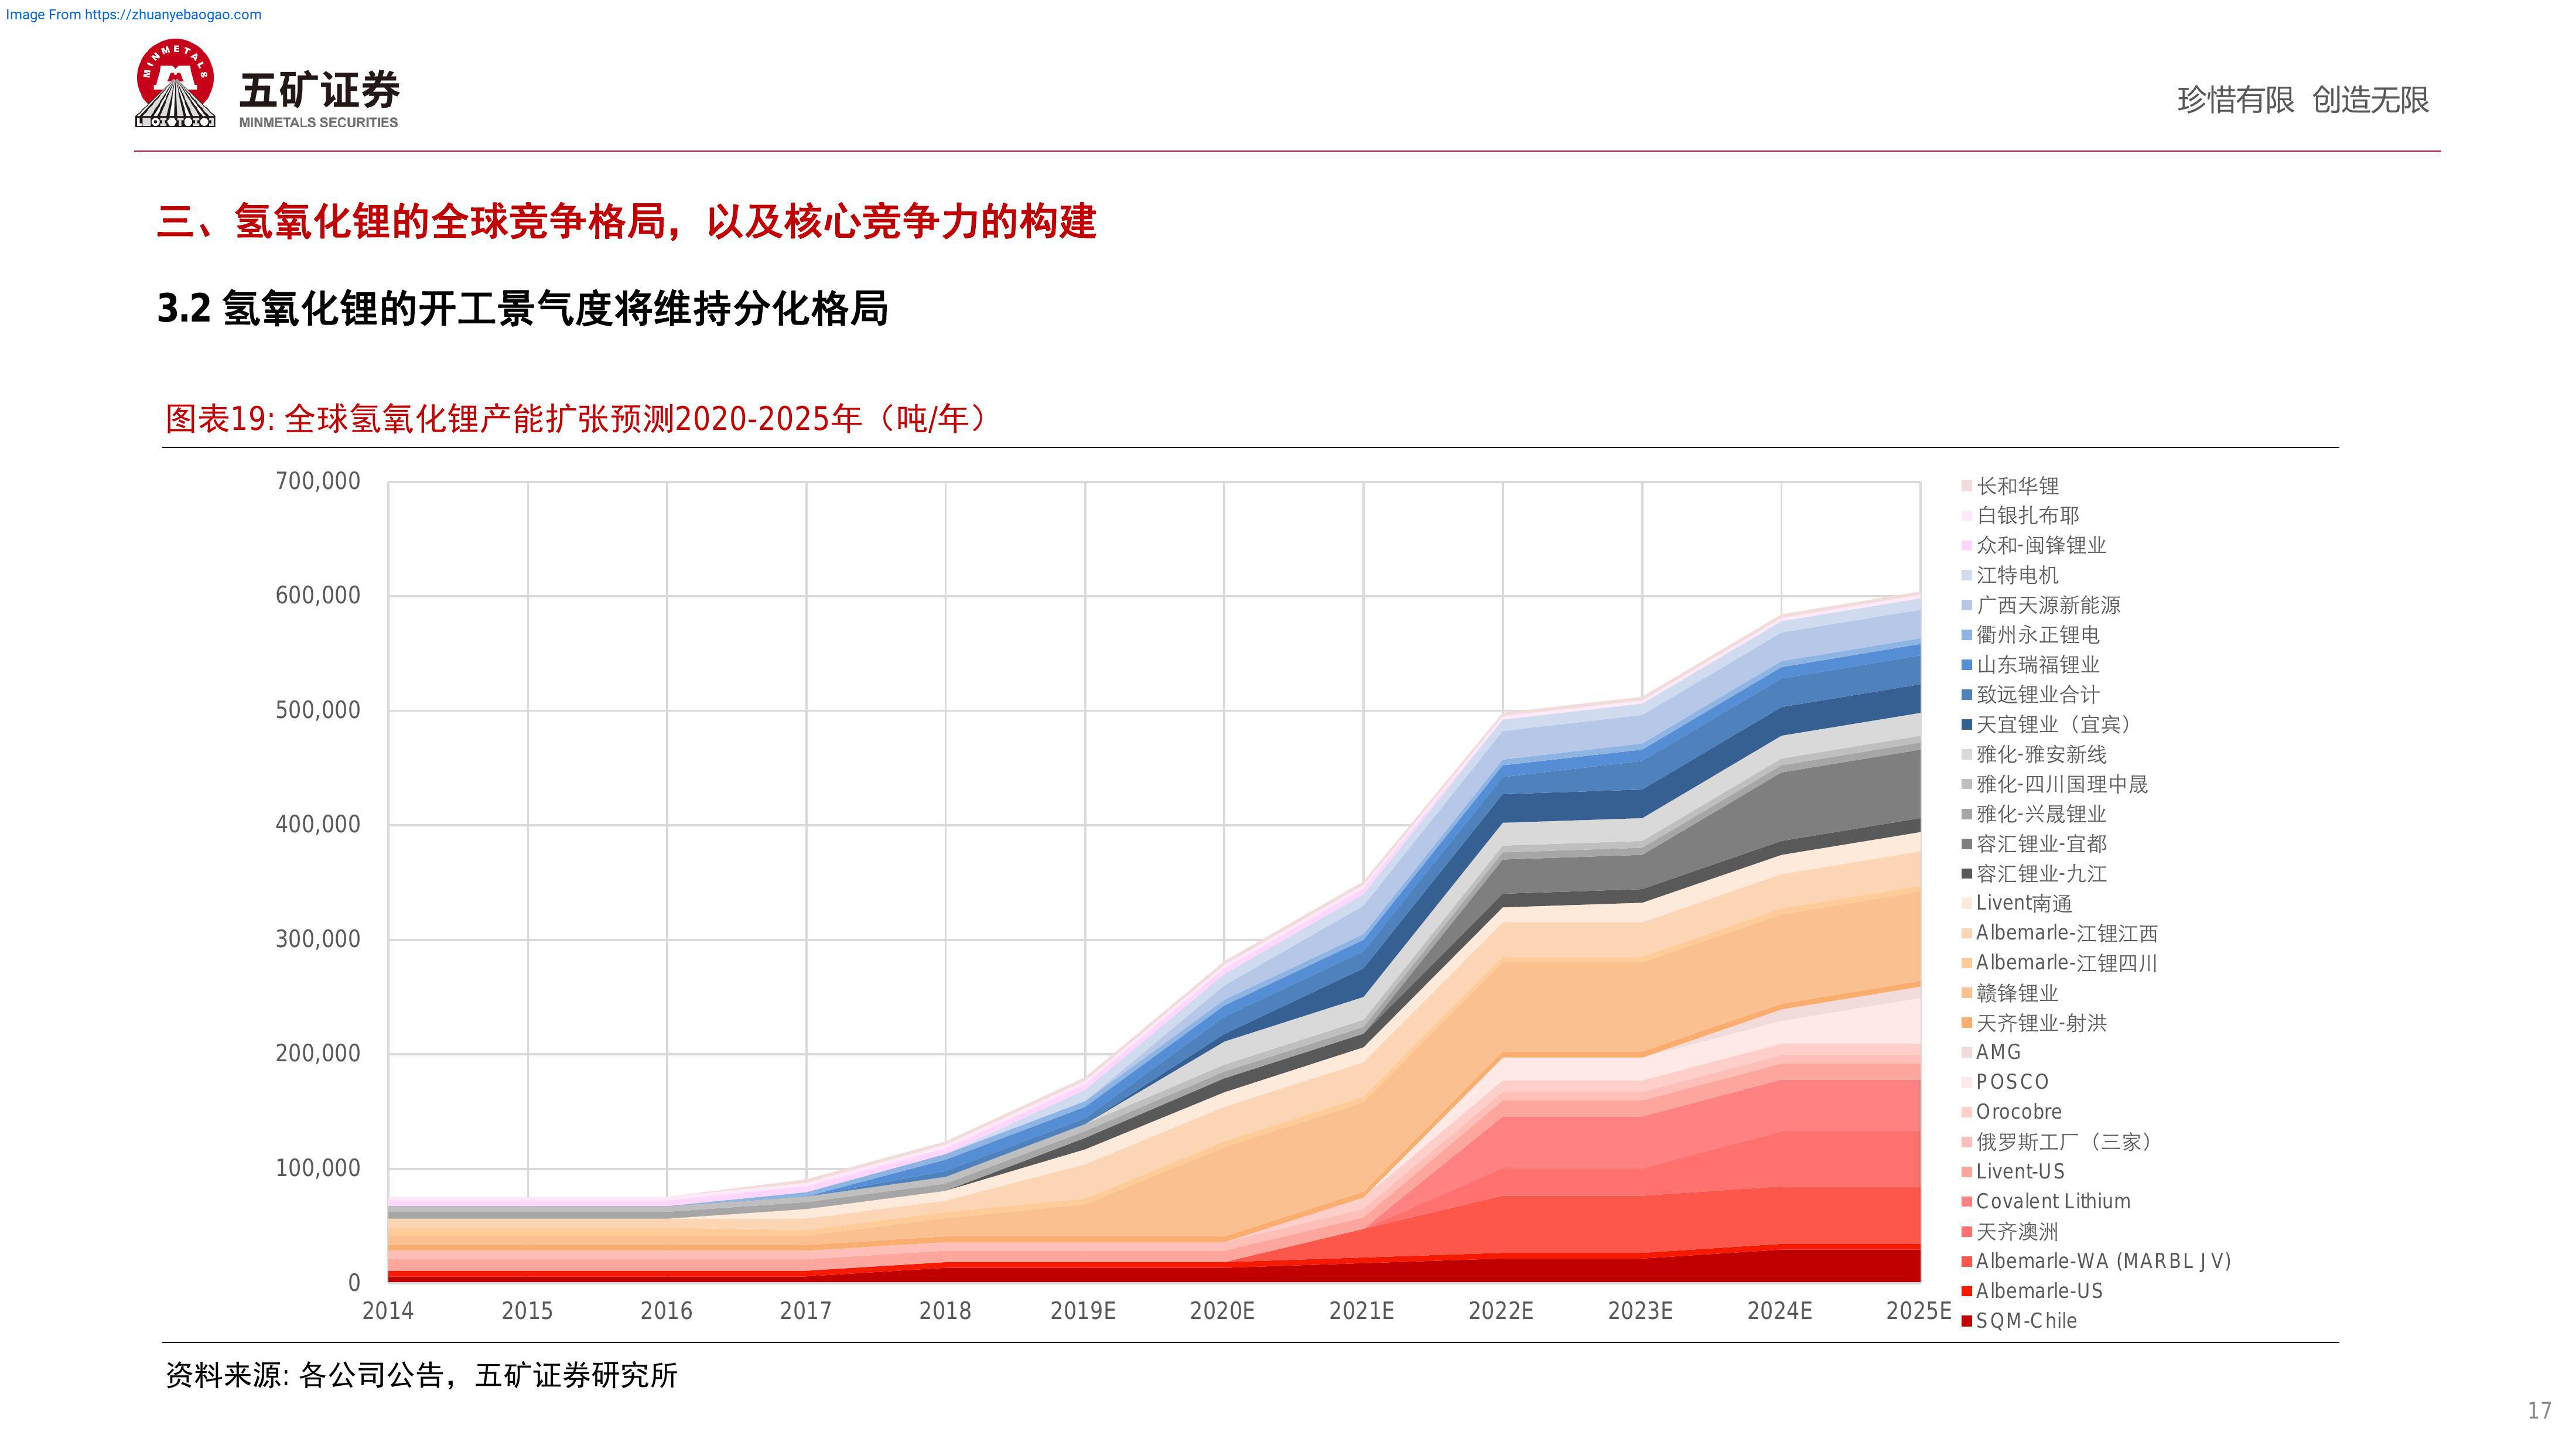 Image From https://zhuanyebaogao.com
MINMETALS
五矿证券
MINMETALS SECURITIES
珍惜有限 创造无限
三、氢氧化锂的全球竞争格局，以及核心竞争力的构建
3.2 氢氧化锂的开工景气度将维持分化格局
图表19: 全球氢氧化锂产能扩张预测2020-2025年（吨/年）
700,000
600,000
500,000
400,000
300,000
200,000
100,000
0
2014 2015 2016 2017 2018 2019E 2020E 2021E 2022E 2023E 2024E 2025E
长和华锂
白银扎布耶
众和-闽锋锂业
江特电机
广西天源新能源
衢州永正锂电
山东瑞福锂业
致远锂业合计
天宜锂业（宜宾）
雅化-雅安新线
雅化-四川国理中晟
雅化-兴晟锂业
容汇锂业-宜都
容汇锂业-九江
Livent南通
Albemarle-江锂江西
Albemarle-江锂四川
赣锋锂业
天齐锂业-射洪
AMG
POSCO
Orocobre
俄罗斯工厂（三家）
Livent-US
Covalent Lithium
天齐澳洲
Albemarle-WA (MARBL JV)
Albemarle-US
SQM-Chile
资料来源: 各公司公告，五矿证券研究所
17